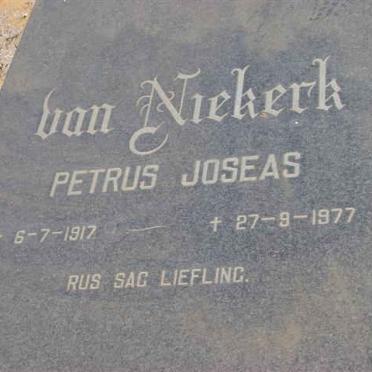 van Niekerk
PETRUS JOSEAS
6-7-1917 — † 27-9-1977
RUS SAG LIEFLING.